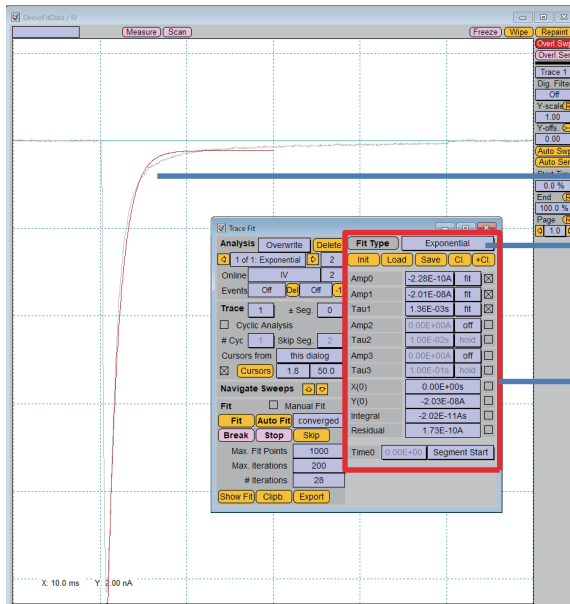 DemoFitData / IV
Measure Scan Freeze Wipe Repaint
Overl. Swp
Overl Ser
Trace 1
Dig. Filte
Off
Y-scale
1.00
Y-offs.
0.00
Auto Swp
Auto Ser
0.0 %
End
100.0 %
Page
1.0
Trace Fit
Analysis Overwrite Delete
1 of 1: Exponential 2
Online IV 2
Events Off Del Off -1
Trace 1 ± Seg. 0
Cyclic Analysis
# Cyc 1 Skip Seg. 2
Cursors from this dialog
Cursors 1.8 50.0
Navigate Sweeps
Fit Manual Fit
Fit Auto Fit converged
Break Stop Skip
Max. Fit Points 1000
Max. Iterations 200
# Iterations 28
Show Fit Clipb. Export
Fit Type Exponential
Init Load Save Cl. +Cl.
Amp0 -2.28E-10A fit
Amp1 -2.01E-08A fit
Tau1 1.36E-03s fit
Amp2 0.00E+00A off
Tau2 1.00E-02s hold
Amp3 0.00E+00A off
Tau3 1.00E-01s hold
X(0) 0.00E+00s
Y(0) -2.03E-08A
Integral -2.02E-11As
Residual 1.73E-10A
Time0 0.00E+00 Segment Start
X: 10.0 ms Y: 2.00 nA